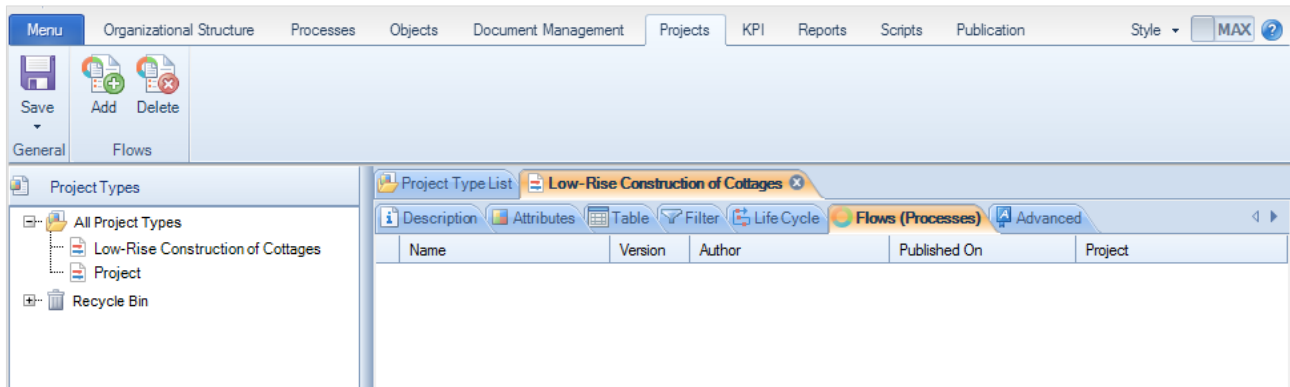 Menu Organizational Structure Processes Objects Document Management Projects KPI Reports Scripts Publication Style MAX ?
Save Add Delete
General Flows
Project Types
Project Type List Low-Rise Construction of Cottages
All Project Types
Description Attributes Table Filter Life Cycle Flows (Processes) Advanced
Low-Rise Construction of Cottages
Name Version Author Published On Project
Project
Recycle Bin